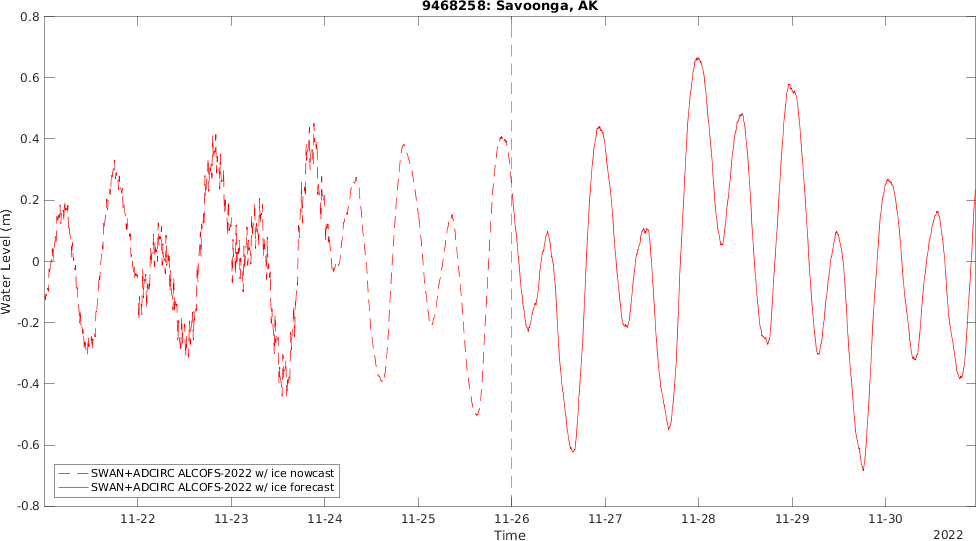 9468258: Savoonga, AK
0.8
0.6
0.4
0.2
0
-0.2
-0.4
-0.6
-0.8
Water Level (m)
SWAN+ADCIRC ALCOFS-2022 w/ ice nowcast
SWAN+ADCIRC ALCOFS-2022 w/ ice forecast
11-22 11-23 11-24 11-25 11-26 11-27 11-28 11-29 11-30
Time
2022